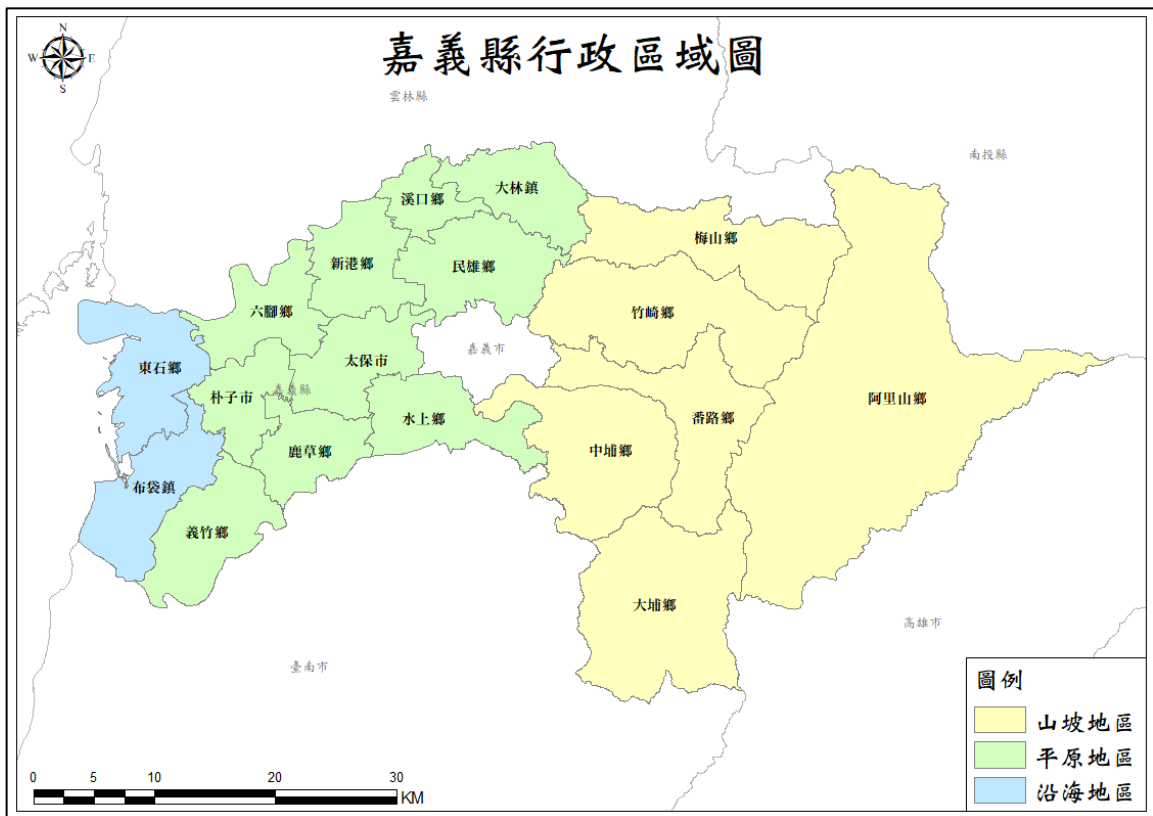 嘉義縣行政區域圖
N
W E
S
雲林縣
南投縣
大林鎮
溪口鄉
梅山鄉
新港鄉
民雄鄉
六腳鄉
竹崎鄉
嘉義市
太保市
東石鄉
朴子市
嘉義縣
阿里山鄉
水上鄉
番路鄉
鹿草鄉
中埔鄉
布袋鎮
義竹鄉
大埔鄉
高雄市
臺南市
圖例
山坡地區
平原地區
沿海地區
0 5 10 20 30
KM